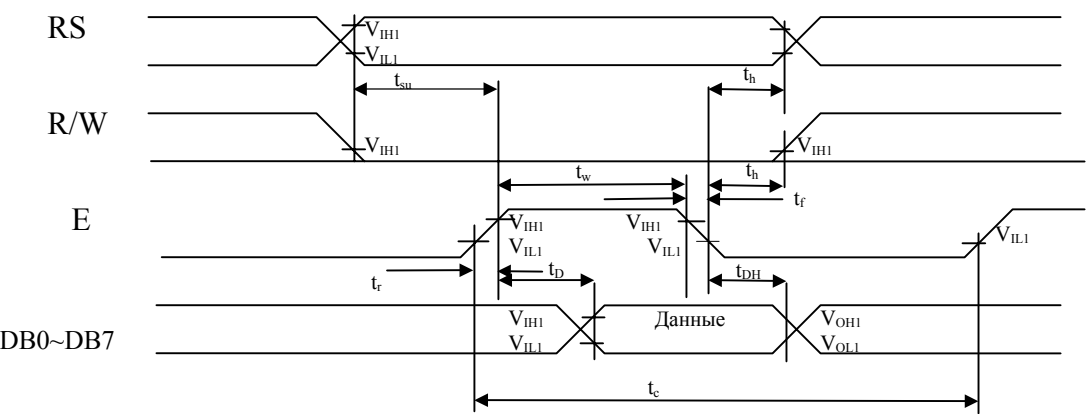 RS
VIH1
VIL1
tsu
th
R/W
VIH1
VIH1
tw
th
tf
E
VIH1
VIH1
VIL1
VIL1
VIL1
tr
tD
tDH
DB0~DB7
VIH1
Данные
VOH1
VIL1
VOL1
tc